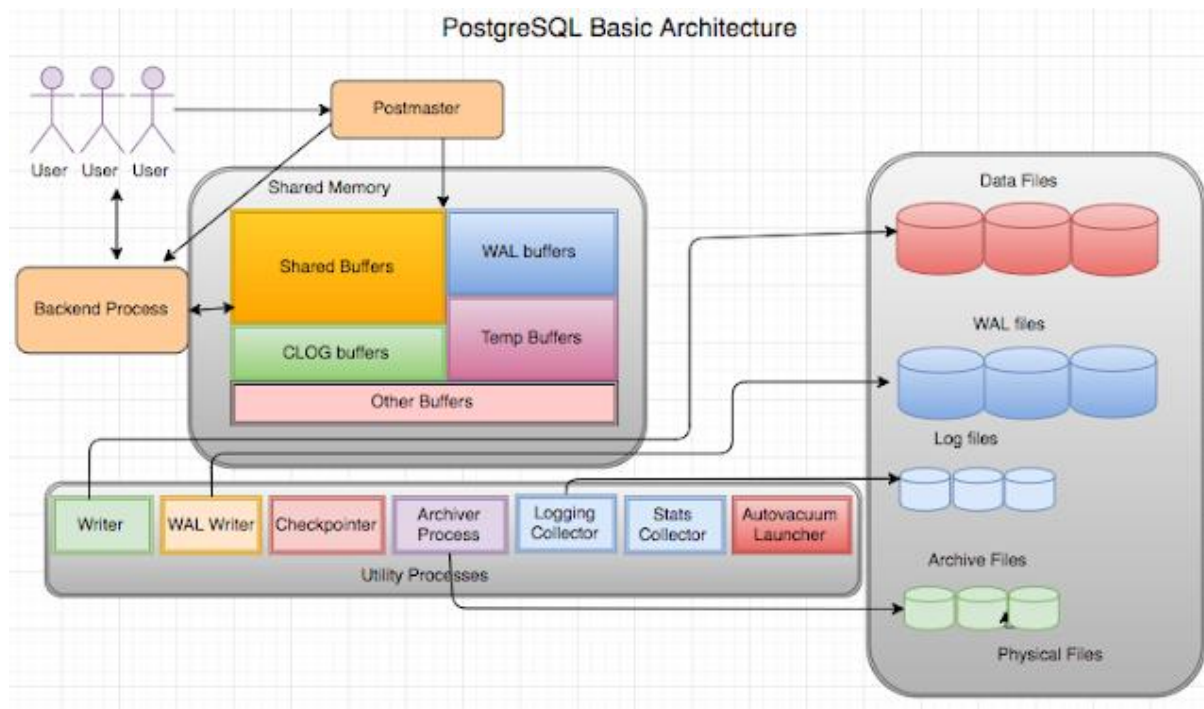 PostgreSQL Basic Architecture
Postmaster
User User User
Shared Memory
Shared Buffers
WAL buffers
Backend Process
CLOG buffers
Temp Buffers
Other Buffers
Data Files
WAL files
Log files
Archive Files
Physical Files
Writer
WAL Writer
Checkpointer
Archiver
Process
Logging
Collector
Stats
Collector
Autovacuum
Launcher
Utility Processes